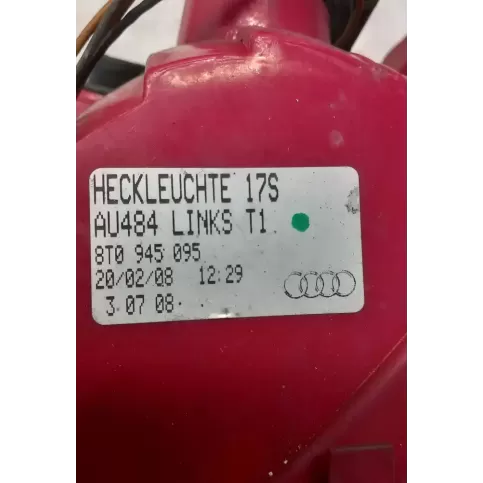 HECKLEUCHTE 17S
AU484 LINKS T1
8T0 945 095
20/02/08 12:29
3 07 08